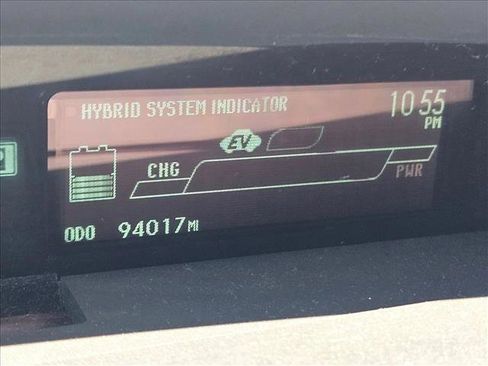 HYBRID SYSTEM INDICATOR
10:55
PM
EV
CHG
PWR
ODO 94017 MI